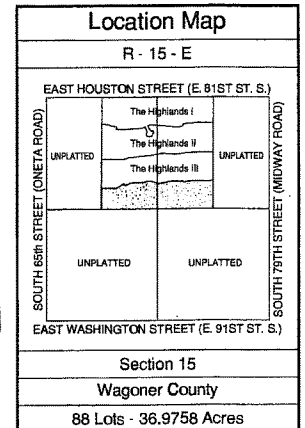 Location Map
R - 15 - E
EAST HOUSTON STREET (E. 81ST ST. S.)
SOUTH 65th STREET (ONETA ROAD)
UNPLATTED
The Highlands I
The Highlands II
The Highlands III
UNPLATTED
SOUTH 79TH STREET (MIDWAY ROAD)
UNPLATTED
UNPLATTED
EAST WASHINGTON STREET (E. 91ST ST. S.)
Section 15
Wagoner County
88 Lots - 36.9758 Acres